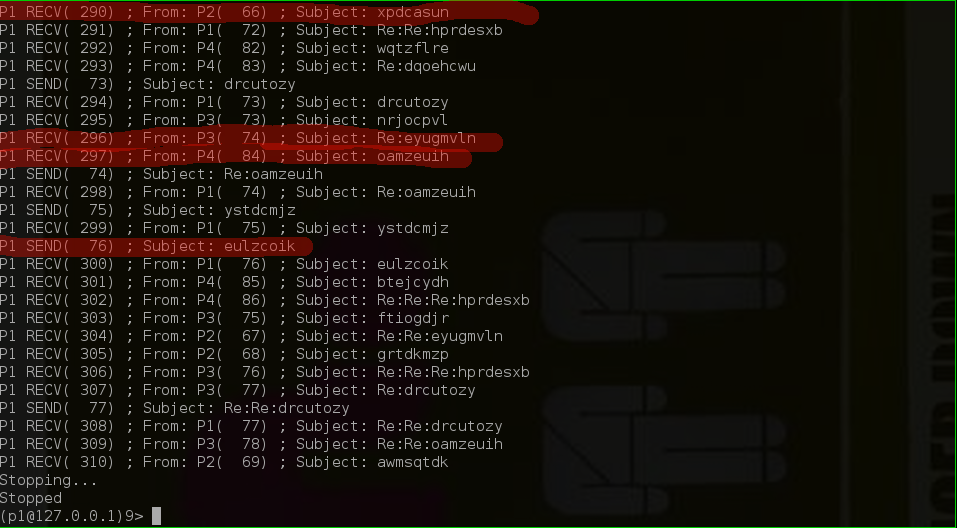 P1 RECV( 290) ; From: P2(  66) ; Subject: xpdcasun
P1 RECV( 291) ; From: P1(  72) ; Subject: Re:Re:hprdesxb
P1 RECV( 292) ; From: P4(  82) ; Subject: wqtzflre
P1 RECV( 293) ; From: P4(  83) ; Subject: Re:dqoehcwu
P1 SEND(  73) ; Subject: drcutozy
P1 RECV( 294) ; From: P1(  73) ; Subject: drcutozy
P1 RECV( 295) ; From: P3(  73) ; Subject: nrjocpvl
P1 RECV( 296) ; From: P3(  74) ; Subject: Re:eyugmvln
P1 RECV( 297) ; From: P4(  84) ; Subject: oamzeuih
P1 SEND(  74) ; Subject: Re:oamzeuih
P1 RECV( 298) ; From: P1(  74) ; Subject: Re:oamzeuih
P1 SEND(  75) ; Subject: ystdcmjz
P1 RECV( 299) ; From: P1(  75) ; Subject: ystdcmjz
P1 SEND(  76) ; Subject: eulzcoik
P1 RECV( 300) ; From: P1(  76) ; Subject: eulzcoik
P1 RECV( 301) ; From: P4(  85) ; Subject: btejcydh
P1 RECV( 302) ; From: P4(  86) ; Subject: Re:Re:Re:hprdesxb
P1 RECV( 303) ; From: P3(  75) ; Subject: ftiogdjr
P1 RECV( 304) ; From: P2(  67) ; Subject: Re:Re:eyugmvln
P1 RECV( 305) ; From: P2(  68) ; Subject: grtdkmzp
P1 RECV( 306) ; From: P3(  76) ; Subject: Re:Re:Re:hprdesxb
P1 RECV( 307) ; From: P3(  77) ; Subject: Re:drcutozy
P1 SEND(  77) ; Subject: Re:Re:drcutozy
P1 RECV( 308) ; From: P1(  77) ; Subject: Re:Re:drcutozy
P1 RECV( 309) ; From: P3(  78) ; Subject: Re:Re:oamzeuih
P1 RECV( 310) ; From: P2(  69) ; Subject: awmsqtdk
Stopping...
Stopped
(p1@127.0.0.1)9>